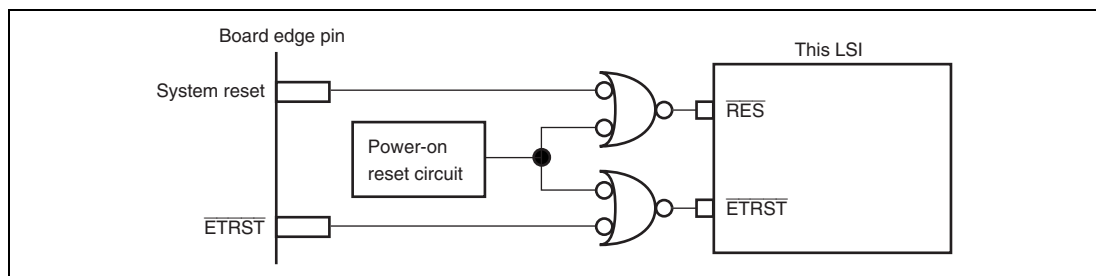 Board edge pin
This LSI
System reset
RES
Power-on
reset circuit
ETRST
ETRST